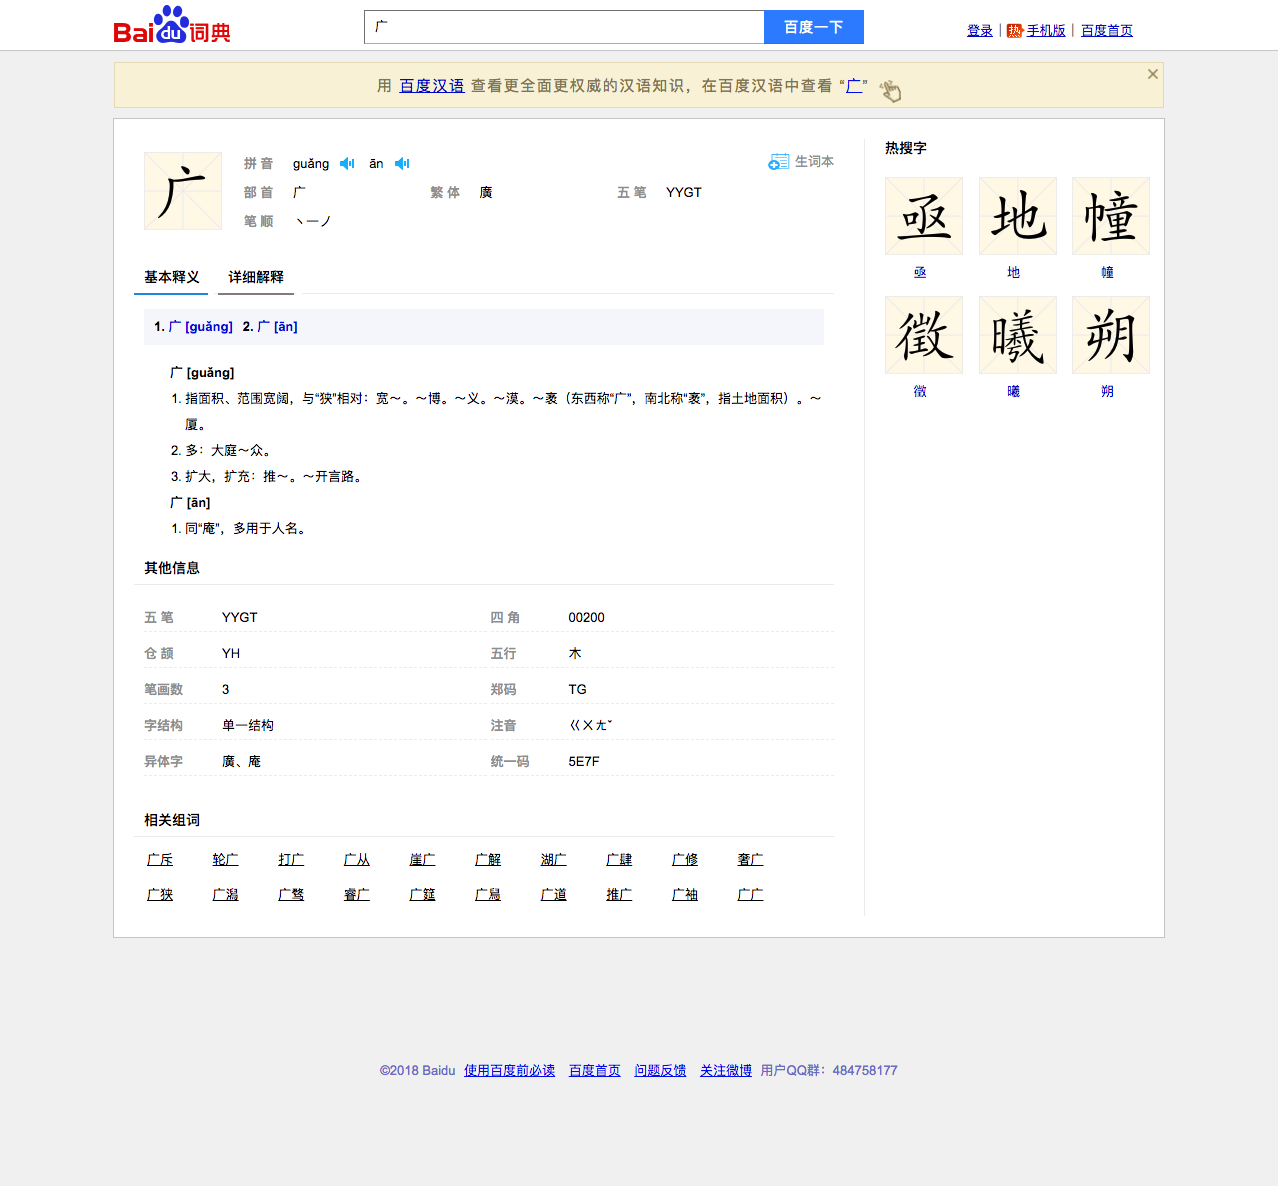 Bai du 词典
广
百度一下
登录 | 热 手机版 | 百度首页
用 百度汉语 查看更全面更权威的汉语知识，在百度汉语中查看 “广”
广
拼 音 guǎng ān
生词本
部 首 广 繁 体 廣 五 笔 YYGT
笔 顺 丶一丿
基本释义 详细解释
1. 广 [guǎng] 2. 广 [ān]
广 [guǎng]
1. 指面积、范围宽阔，与“狭”相对：宽～。～博。～义。～漠。～袤（东西称“广”，南北称“袤”，指土地面积）。～
厦。
2. 多：大庭～众。
3. 扩大，扩充：推～。～开言路。
广 [ān]
1. 同“庵”，多用于人名。
其他信息
五 笔 YYGT 四 角 00200
仓 颉 YH 五行 木
笔画数 3 郑码 TG
字结构 单一结构 注音 ㄍㄨㄤˇ
异体字 廣、庵 统一码 5E7F
相关组词
广斥 轮广 打广 广从 崖广 广解 湖广 广肆 广修 奢广
广狭 广潟 广骛 睿广 广筵 广舃 广道 推广 广袖 广广
热搜字
亟 地 幢
亟 地 幢
徵 曦 朔
徵 曦 朔
©2018 Baidu 使用百度前必读 百度首页 问题反馈 关注微博 用户QQ群：484758177